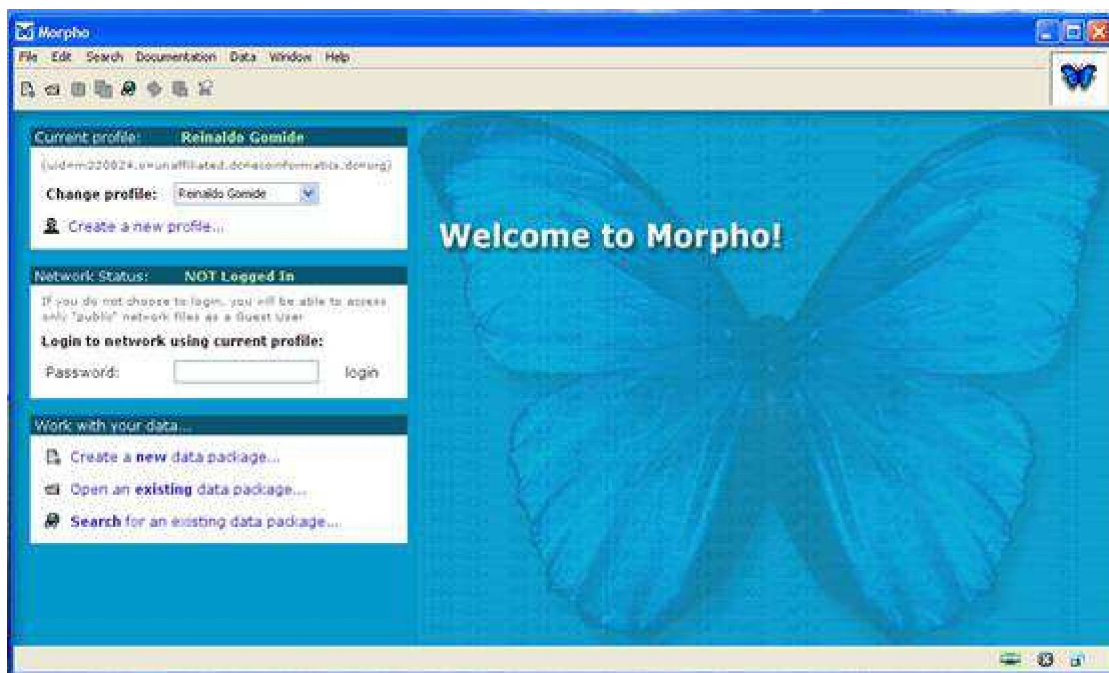 Morpho
File Edit Search Documentation Data Window Help
Current profile: Reinaldo Gomide
Change profile: Reinaldo Gomide
Create a new profile...
Welcome to Morpho!
Network Status: NOT Logged In
If you do not choose to login, you will be able to access
only "public" network files as a Guest User
Login to network using current profile:
Password: login
Work with your data...
Create a new data package...
Open an existing data package...
Search for an existing data package...